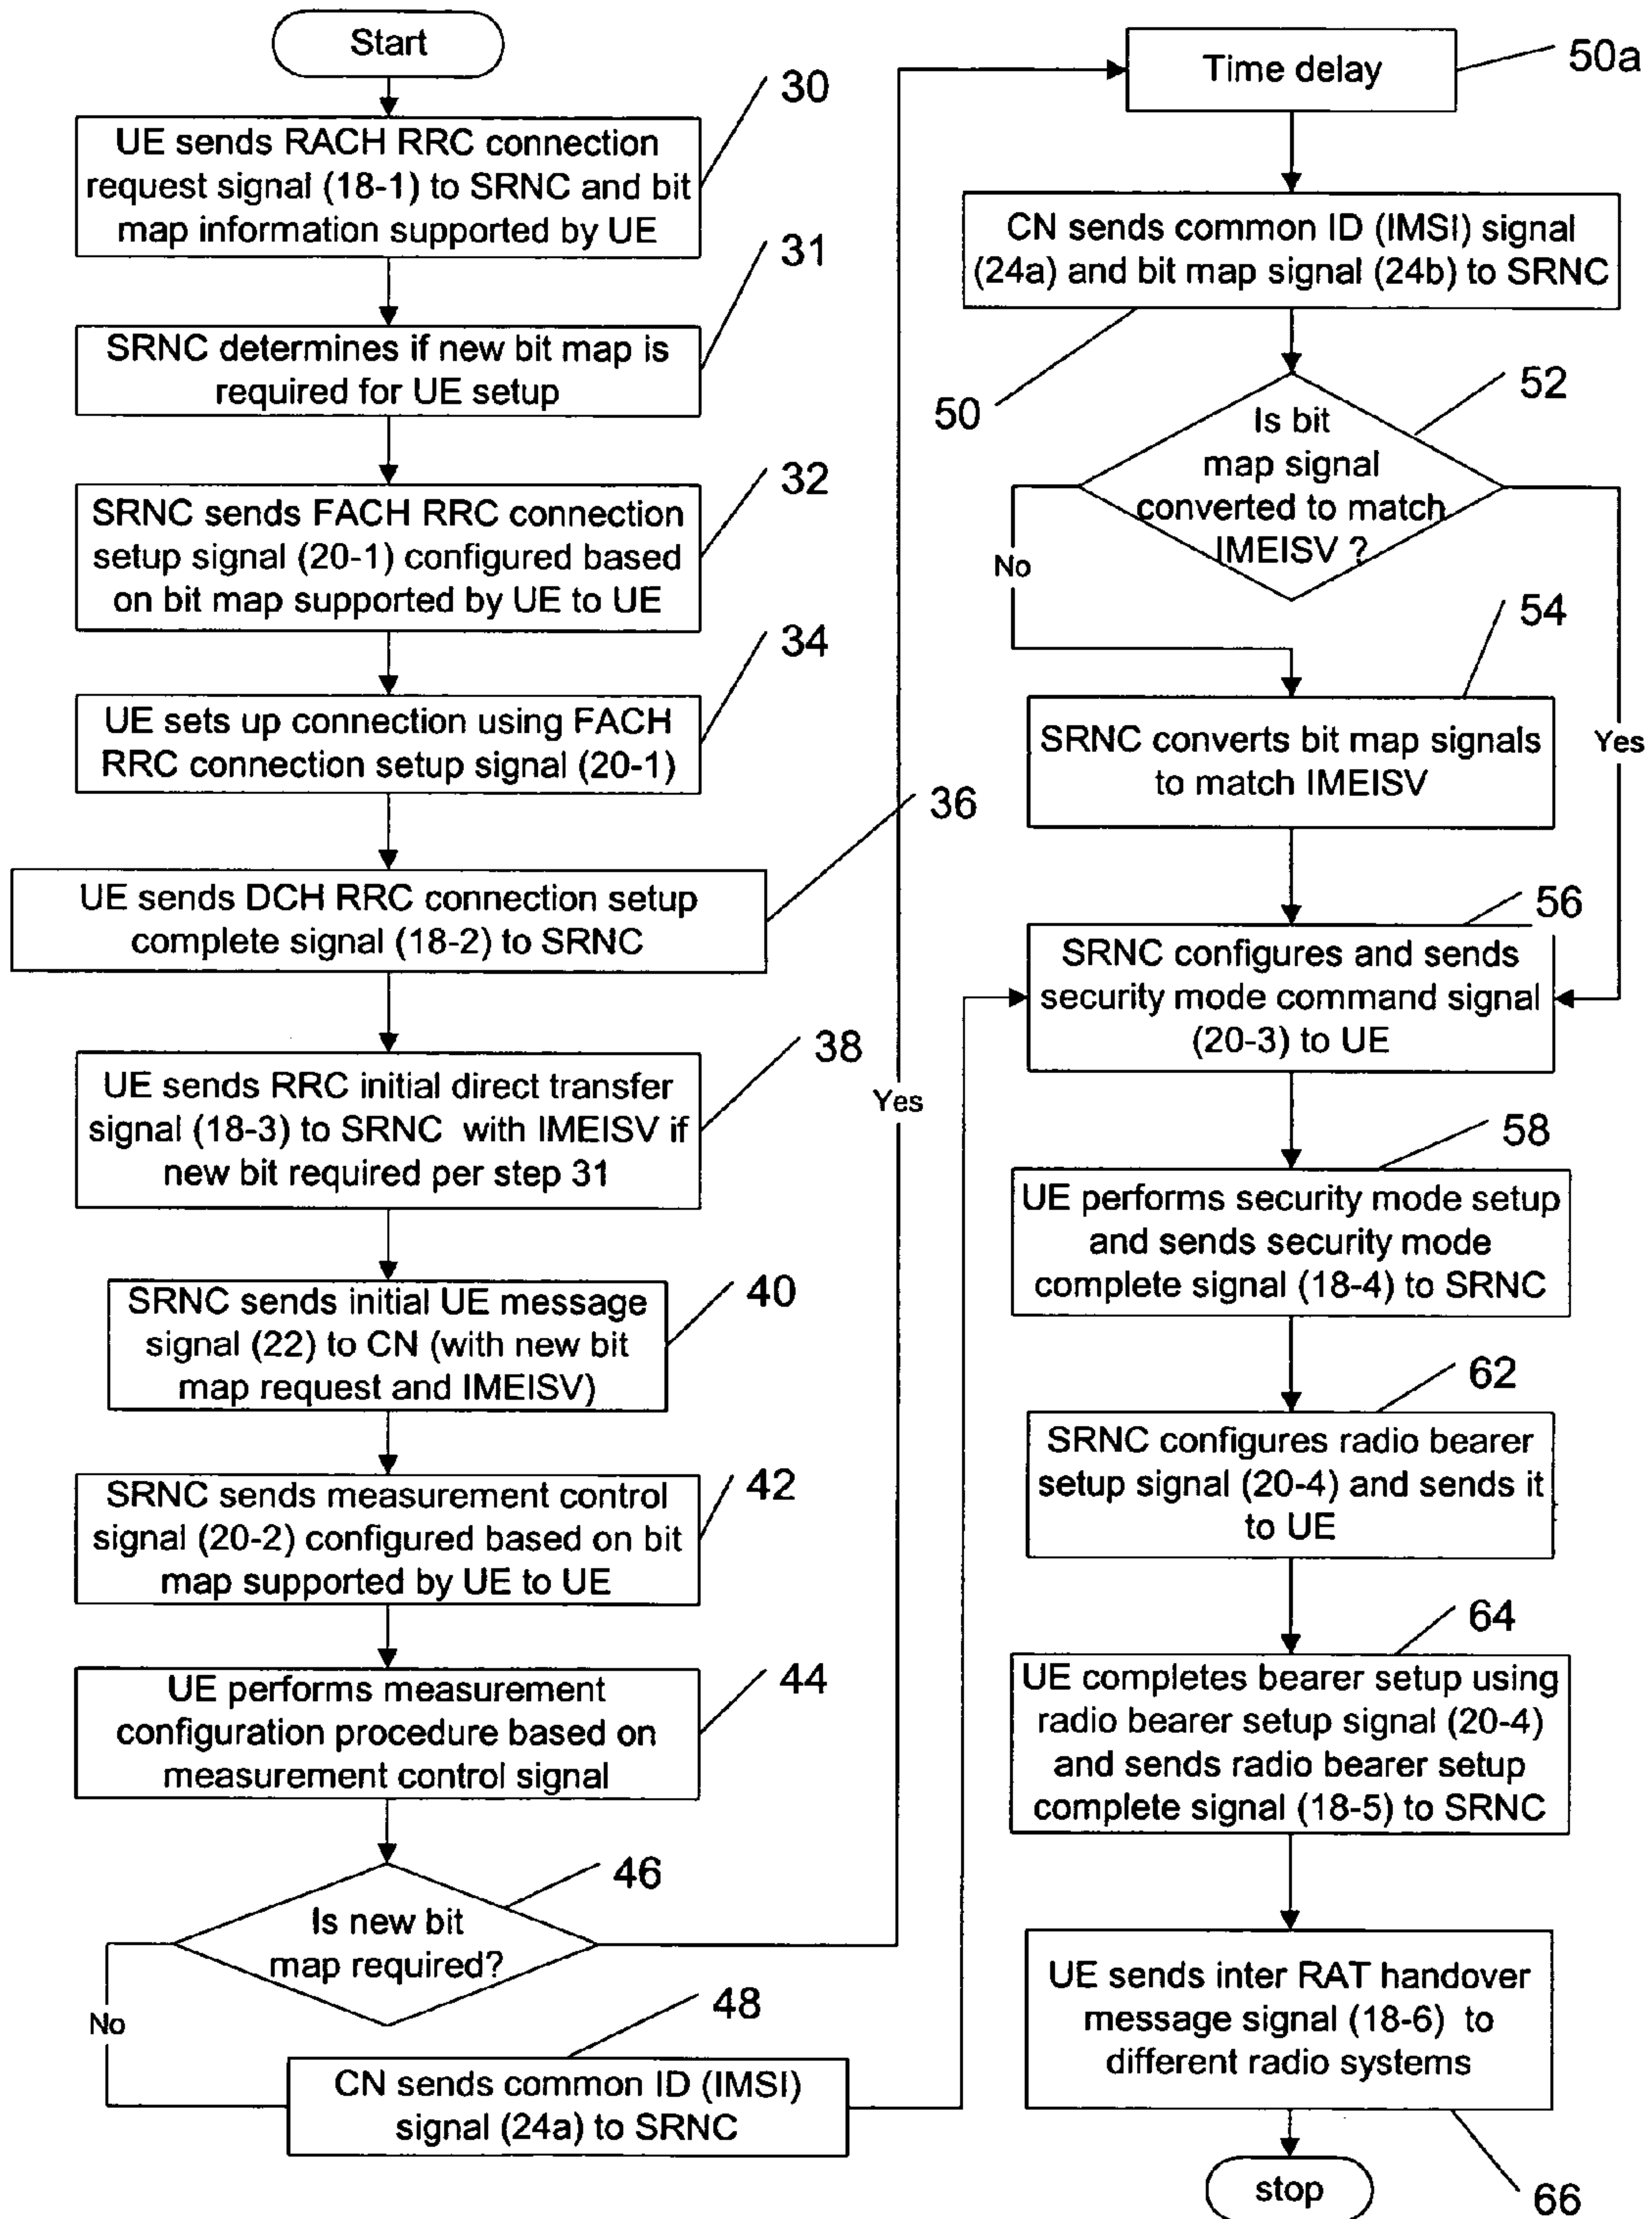 Start
30
UE sends RACH RRC connection
request signal (18-1) to SRNC and bit
map information supported by UE
31
SRNC determines if new bit map is
required for UE setup
32
SRNC sends FACH RRC connection
setup signal (20-1) configured based
on bit map supported by UE to UE
34
UE sets up connection using FACH
RRC connection setup signal (20-1)
36
UE sends DCH RRC connection setup
complete signal (18-2) to SRNC
38
UE sends RRC initial direct transfer
signal (18-3) to SRNC with IMEISV if
new bit required per step 31
40
SRNC sends initial UE message
signal (22) to CN (with new bit
map request and IMEISV)
42
SRNC sends measurement control
signal (20-2) configured based on bit
map supported by UE to UE
44
UE performs measurement
configuration procedure based on
measurement control signal
46
Is new bit
map required?
No
Yes
48
CN sends common ID (IMSI)
signal (24a) to SRNC
Time delay
50a
CN sends common ID (IMSI) signal
(24a) and bit map signal (24b) to SRNC
50
52
Is bit
map signal
converted to match
IMEISV ?
No
Yes
54
SRNC converts bit map signals
to match IMEISV
56
SRNC configures and sends
security mode command signal
(20-3) to UE
58
UE performs security mode setup
and sends security mode
complete signal (18-4) to SRNC
62
SRNC configures radio bearer
setup signal (20-4) and sends it
to UE
64
UE completes bearer setup using
radio bearer setup signal (20-4)
and sends radio bearer setup
complete signal (18-5) to SRNC
UE sends inter RAT handover
message signal (18-6) to
different radio systems
66
stop